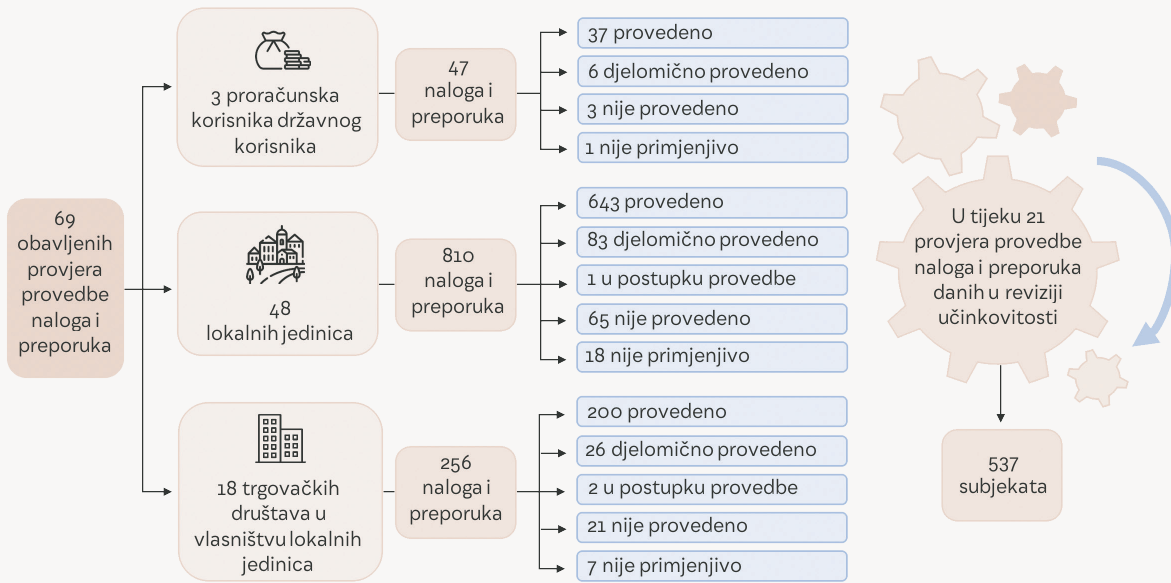 69
obavljenih
provjera
provedbe
naloga i
preporuka
3 proračunska
korisnika državnog
korisnika
47
naloga i
preporuka
37 provedeno
6 djelomično provedeno
3 nije provedeno
1 nije primjenjivo
48
lokalnih jedinica
810
naloga i
preporuka
643 provedeno
83 djelomično provedeno
1 u postupku provedbe
65 nije provedeno
18 nije primjenjivo
18 trgovačkih
društava u
vlasništvu lokalnih
jedinica
256
naloga i
preporuka
200 provedeno
26 djelomično provedeno
2 u postupku provedbe
21 nije provedeno
7 nije primjenjivo
U tijeku 21
provjera provedbe
naloga i preporuka
danih u reviziji
učinkovitosti
537
subjekata